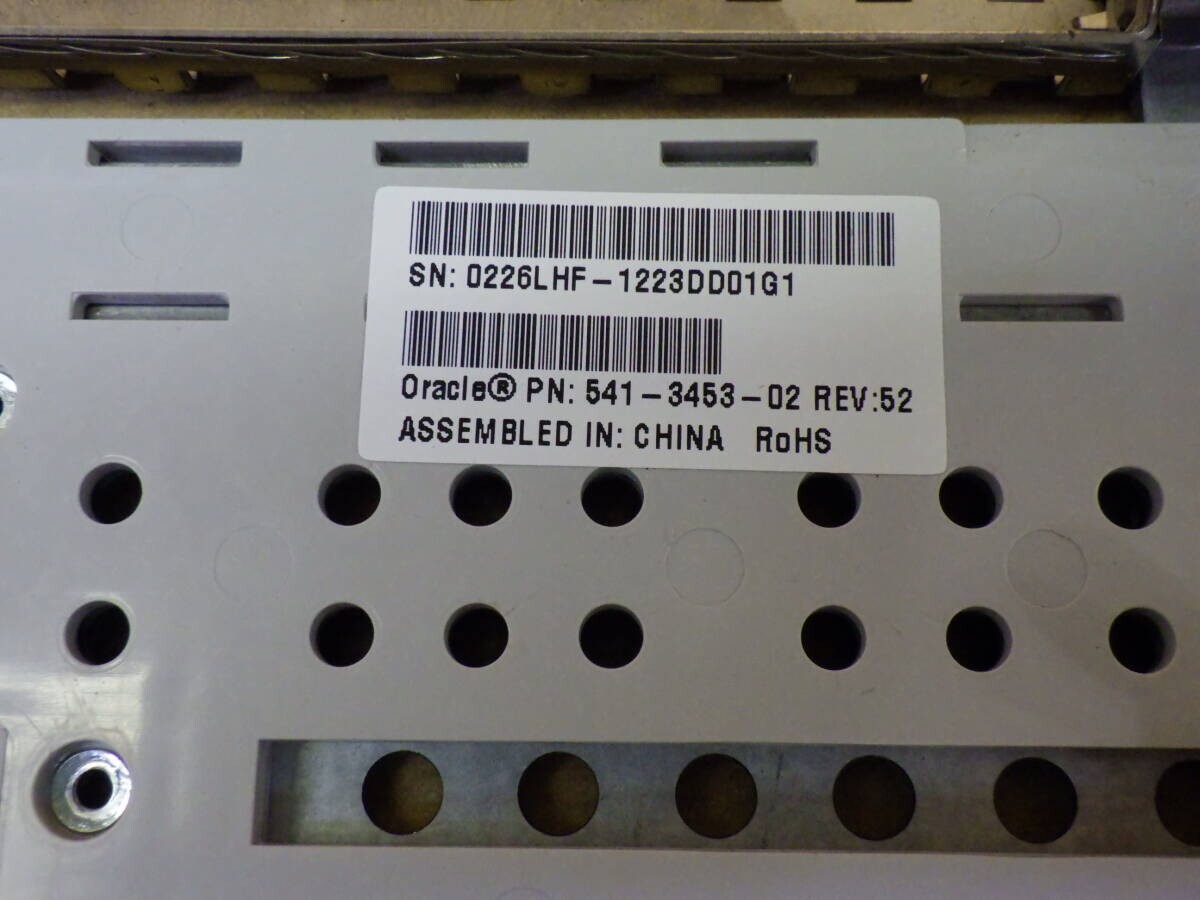 SN: 0226LHF-1223DD01G1
Oracle® PN: 541-3453-02 REV:52
ASSEMBLED IN: CHINA RoHS